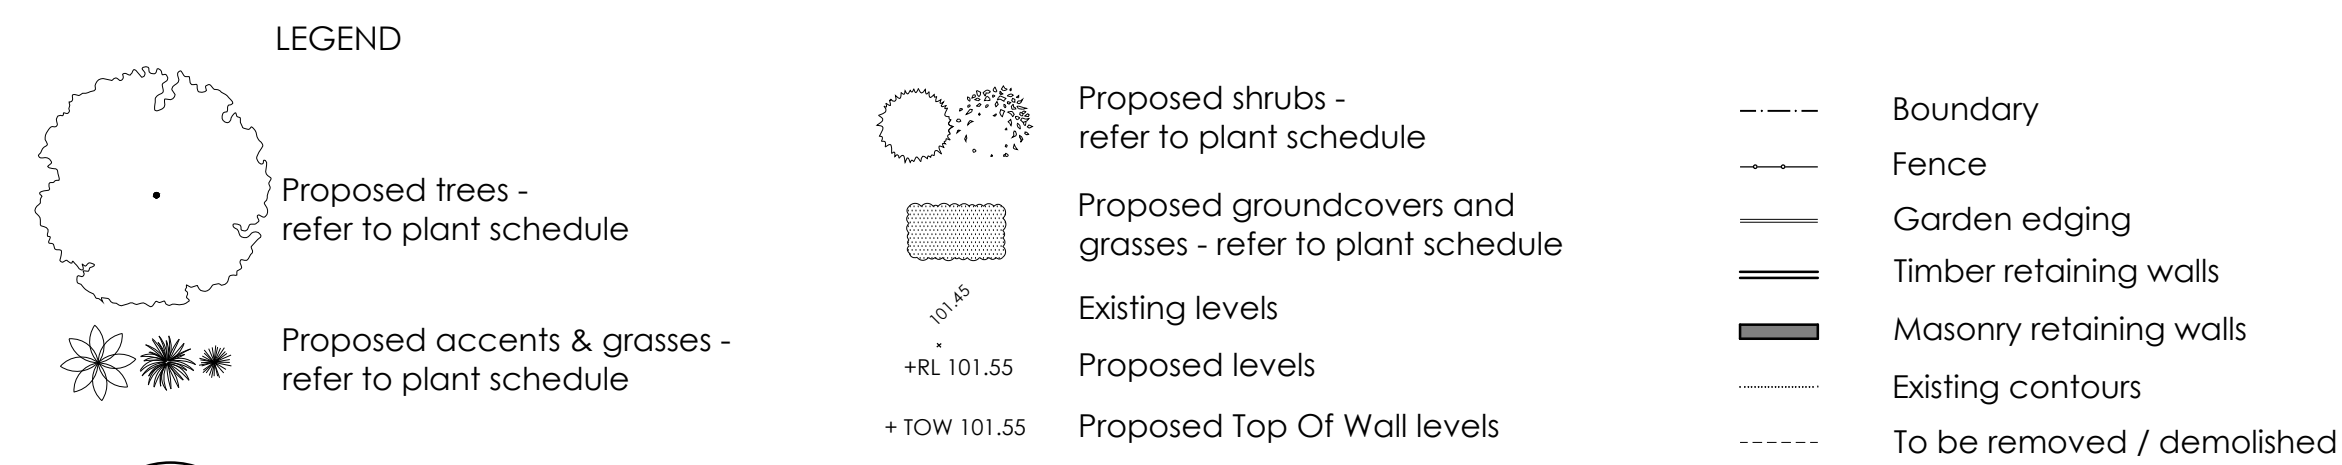 LEGEND
Proposed trees -
refer to plant schedule
Proposed accents & grasses -
refer to plant schedule
Proposed shrubs -
refer to plant schedule
Proposed groundcovers and
grasses - refer to plant schedule
101.45
Existing levels
+RL 101.55
Proposed levels
+ TOW 101.55
Proposed Top Of Wall levels
Boundary
Fence
Garden edging
Timber retaining walls
Masonry retaining walls
Existing contours
To be removed / demolished